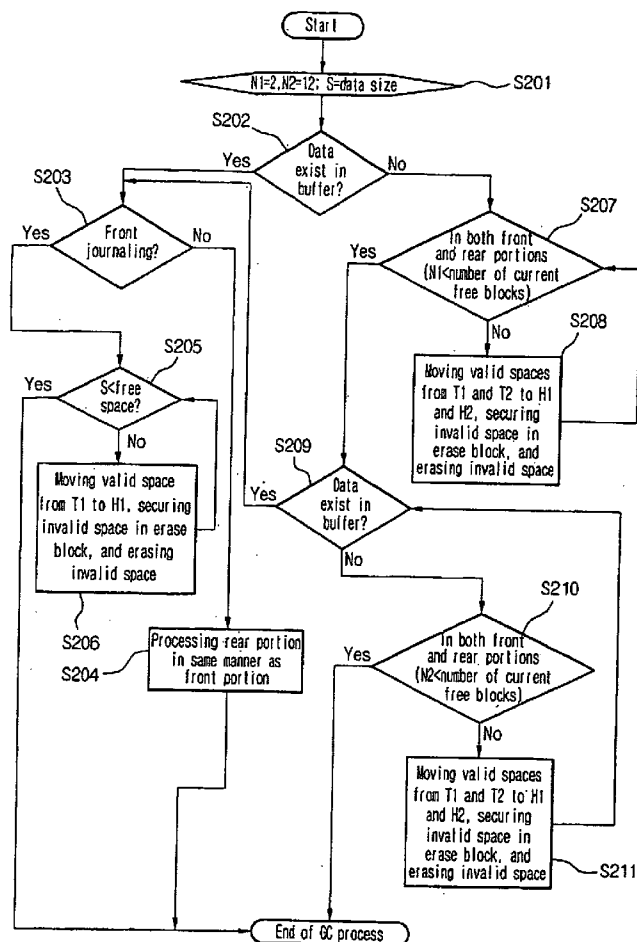 Start
N1=2,N2=12; S=data size
S201
S202
Data
exist in
buffer?
Yes
No
S203
Front
journaling?
Yes
No
S207
In both front
and rear portions
(N1<number of current
free blocks)
Yes
No
S205
S<free
space?
Yes
No
S208
Moving valid spaces
from T1 and T2 to H1
and H2, securing
invalid space in
erase block, and
erasing invalid space
Moving valid space
from T1 to H1, securing
invalid space in erase
block, and erasing
invalid space
S206
S209
Data
exist in
buffer?
Yes
No
S204
Processing rear portion
in same manner as
front portion
S210
In both front
and rear portions
(N2<number of current
free blocks)
Yes
No
Moving valid spaces
from T1 and T2 to H1
and H2, securing
invalid space in
erase block, and
erasing invalid space
S211
End of GC process